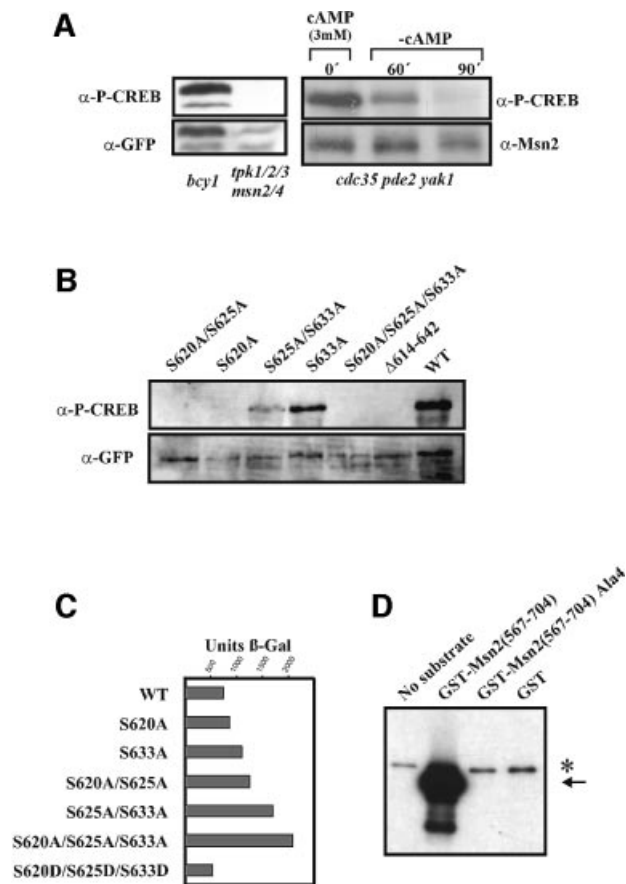 A
cAMP
(3mM)
-cAMP
0´ 60´ 90´
α-P-CREB
α-P-CREB
α-GFP
α-Msn2
bcy1
tpk1/2/3
msn2/4
cdc35 pde2 yak1
B
S620A/S625A
S620A
S625A/S633A
S633A
S620A/S625A/S633A
Δ614-642
WT
α-P-CREB
α-GFP
C
Units ß-Gal
500 1000 1500 2000
WT
S620A
S633A
S620A/S625A
S625A/S633A
S620A/S625A/S633A
S620D/S625D/S633D
D
No substrate
GST-Msn2(567-704)
GST-Msn2(567-704) Ala4
GST
*